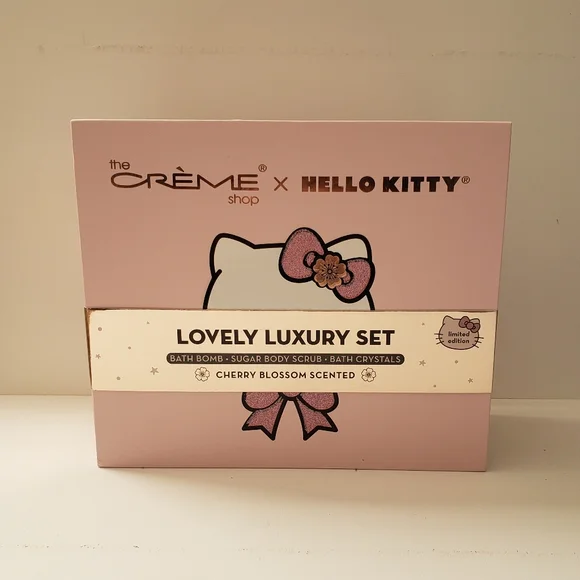 the
CRÈME®
shop
x HELLO KITTY®
LOVELY LUXURY SET
limited
edition
BATH BOMB • SUGAR BODY SCRUB • BATH CRYSTALS
CHERRY BLOSSOM SCENTED